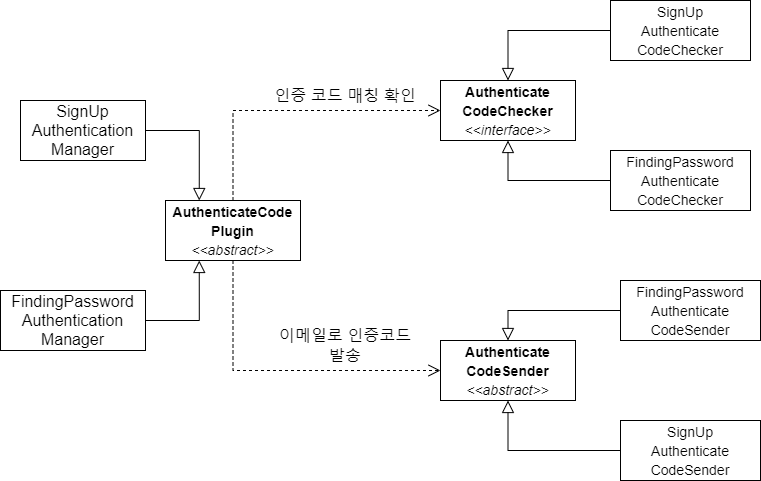 SignUp
Authenticate
CodeChecker
인증 코드 매칭 확인
Authenticate
CodeChecker
<<interface>>
SignUp
Authentication
Manager
FindingPassword
Authenticate
CodeChecker
AuthenticateCode
Plugin
<<abstract>>
FindingPassword
Authentication
Manager
이메일로 인증코드
발송
FindingPassword
Authenticate
CodeSender
Authenticate
CodeSender
<<abstract>>
SignUp
Authenticate
CodeSender